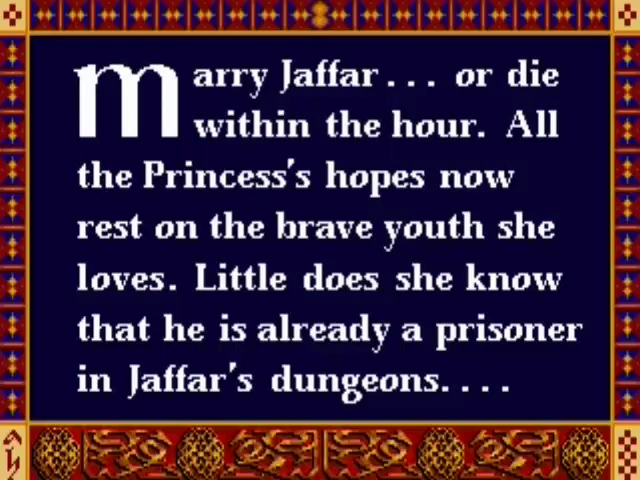 Marry Jaffar... or die
within the hour. All
the Princess's hopes now
rest on the brave youth she
loves. Little does she know
that he is already a prisoner
in Jaffar's dungeons....